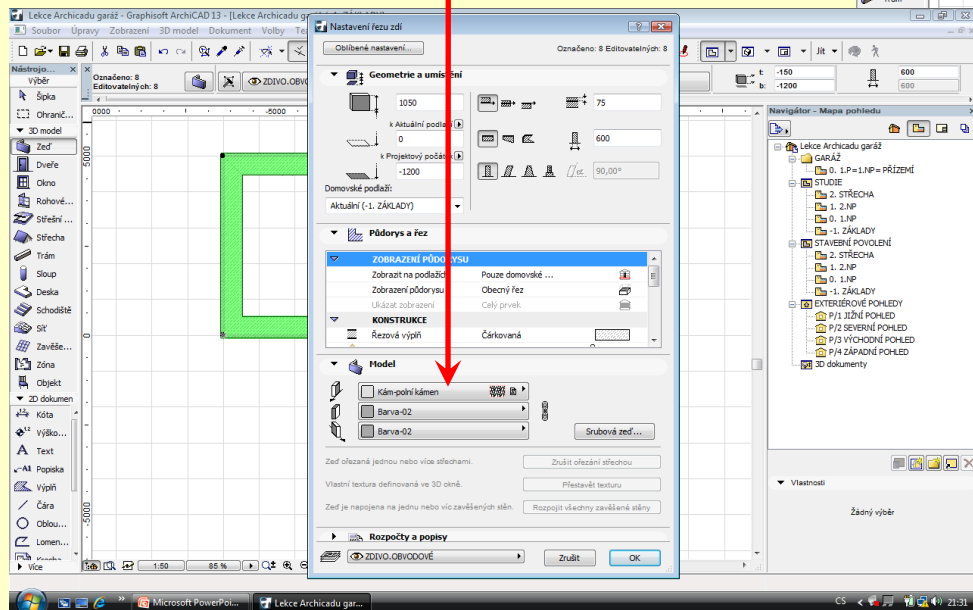 Trám
Lekce Archicadu garáž - Graphisoft ArchiCAD 13 - [Lekce Archicadu
Soubor Úpravy Zobrazení 3D model Dokument Volby
Nástrojo...
Výběr
Šipka
Ohranič...
3D model
Zeď
Dveře
Okno
Rohové...
Střešní ...
Střecha
Trám
Sloup
Deska
Schodiště
Síť
Zavěše...
Zóna
Objekt
2D dokumen
Kóta
Výško...
Text
A1 Popiska
Výplň
Čára
Oblou...
Lomen...
Více
Označeno: 8
Editovatelných: 8
ZDIVO.OBVO
0000
-5000
5000
0
-5000
1:50
85 %
Nastavení řezu zdí
Oblíbené nastavení...
Označeno: 8 Editovatelných: 8
Geometrie a umístění
1050
k Aktuální podlaží
0
k Projektový počátek
-1200
Domovské podlaží:
Aktuální (-1. ZÁKLADY)
75
600
90,00°
Půdorys a řez
ZOBRAZENÍ PŮDORYSU
Zobrazit na podlažích Pouze domovské ...
Zobrazení půdorysu Obecný řez
Ukázat zobrazení Celý prvek
KONSTRUKCE
Řezová výplň Čárkovaná
Model
Kám-polní kámen
Barva-02
Barva-02
Srubová zeď...
Zeď ořezaná jednou nebo více střechami.
Zrušit ořezání střechou
Vlastní textura definovaná ve 3D okně.
Přestavět texturu
Zeď je napojena na jednu nebo víc zavěšených stěn.
Rozpojit všechny zavěšené stěny
Rozpočty a popisy
ZDIVO.OBVODOVÉ
Zrušit
OK
Jít
t: -150
b: -1200
600
600
Navigátor - Mapa pohledu
Lekce Archicadu garáž
GARÁŽ
0. 1.P=1.NP= PŘÍZEMÍ
STUDIE
2. STŘECHA
1. 2.NP
0. 1.NP
-1. ZÁKLADY
STAVEBNÍ POVOLENÍ
2. STŘECHA
1. 2.NP
0. 1.NP
-1. ZÁKLADY
EXTERIÉROVÉ POHLEDY
P/1 JIŽNÍ POHLED
P/2 SEVERNÍ POHLED
P/3 VÝCHODNÍ POHLED
P/4 ZÁPADNÍ POHLED
3D dokumenty
Vlastnosti
Žádný výběr
Microsoft PowerPoi...
Lekce Archicadu gar...
CS
21:31